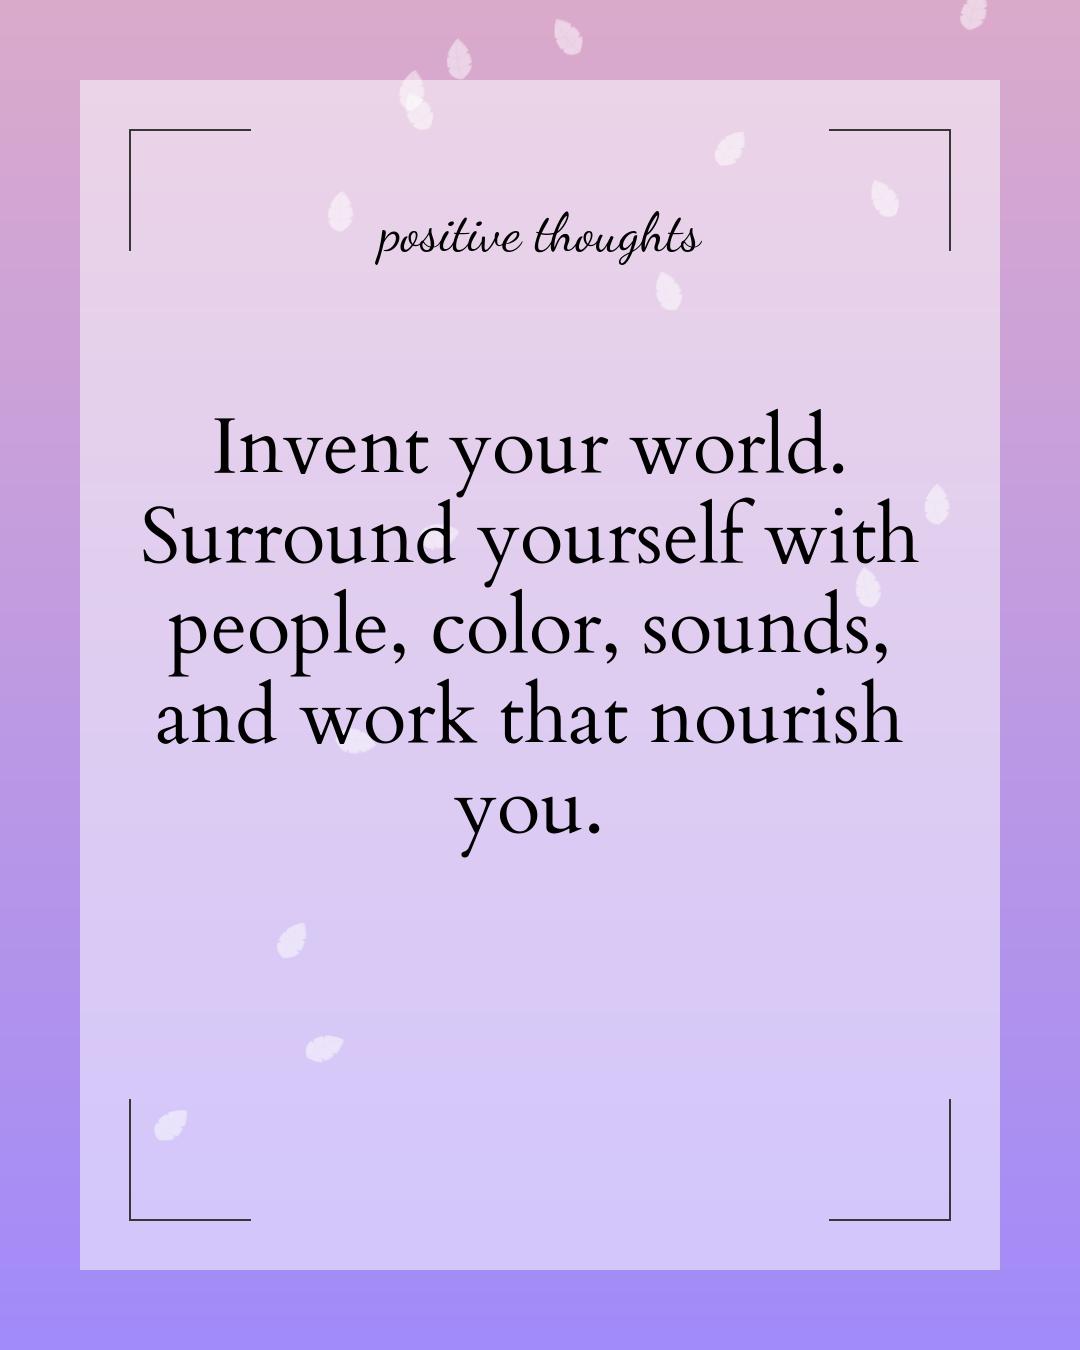 positive thoughts
Invent your world.
Surround yourself with
people, color, sounds,
and work that nourish
you.